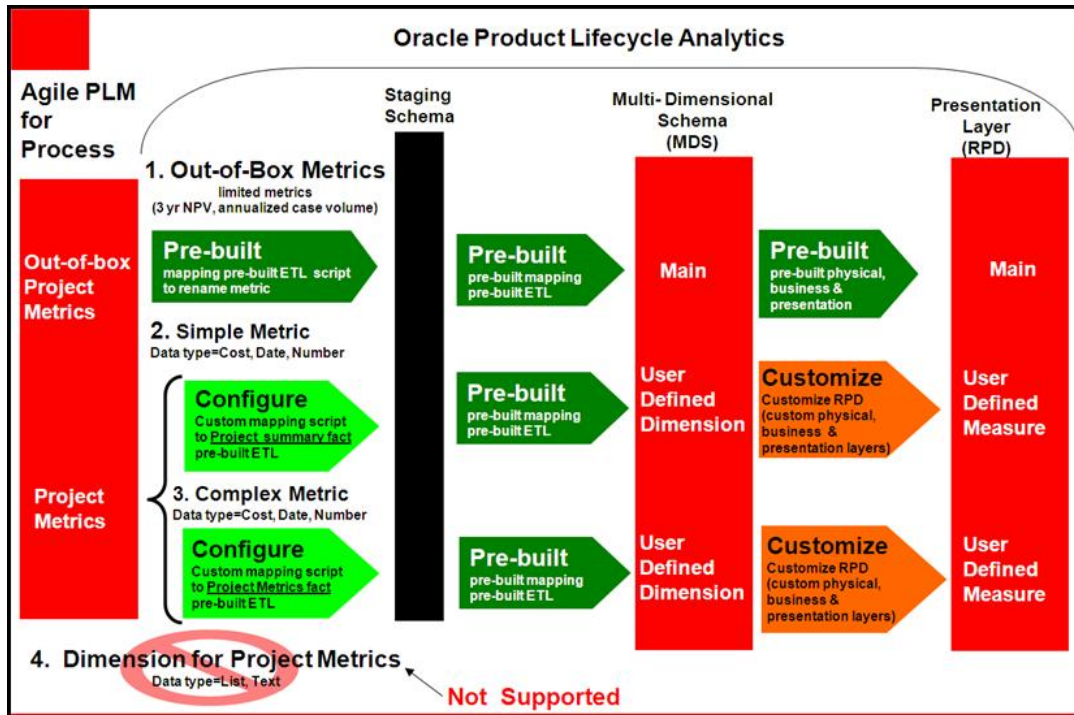 Oracle Product Lifecycle Analytics
Agile PLM
for
Process
Staging
Schema
Multi- Dimensional
Schema
(MDS)
Presentation
Layer
(RPD)
1. Out-of-Box Metrics
limited metrics
(3 yr NPV, annualized case volume)
Out-of-box
Project
Metrics
Pre-built
mapping pre-built ETL script
to rename metric
Pre-built
pre-built mapping
pre-built ETL
Main
Pre-built
pre-built physical,
business &
presentation
Main
2. Simple Metric
Data type=Cost, Date, Number
Configure
Custom mapping script
to Project summary fact
pre-built ETL
Pre-built
pre-built mapping
pre-built ETL
User
Defined
Dimension
Customize
Customize RPD
(custom physical,
business &
presentation layers)
User
Defined
Measure
Project
Metrics
3. Complex Metric
Data type=Cost, Date, Number
Configure
Custom mapping script
to Project Metrics fact
pre-built ETL
Pre-built
pre-built mapping
pre-built ETL
User
Defined
Dimension
Customize
Customize RPD
(custom physical,
business &
presentation layers)
User
Defined
Measure
4. Dimension for Project Metrics
Data type=List, Text
Not Supported